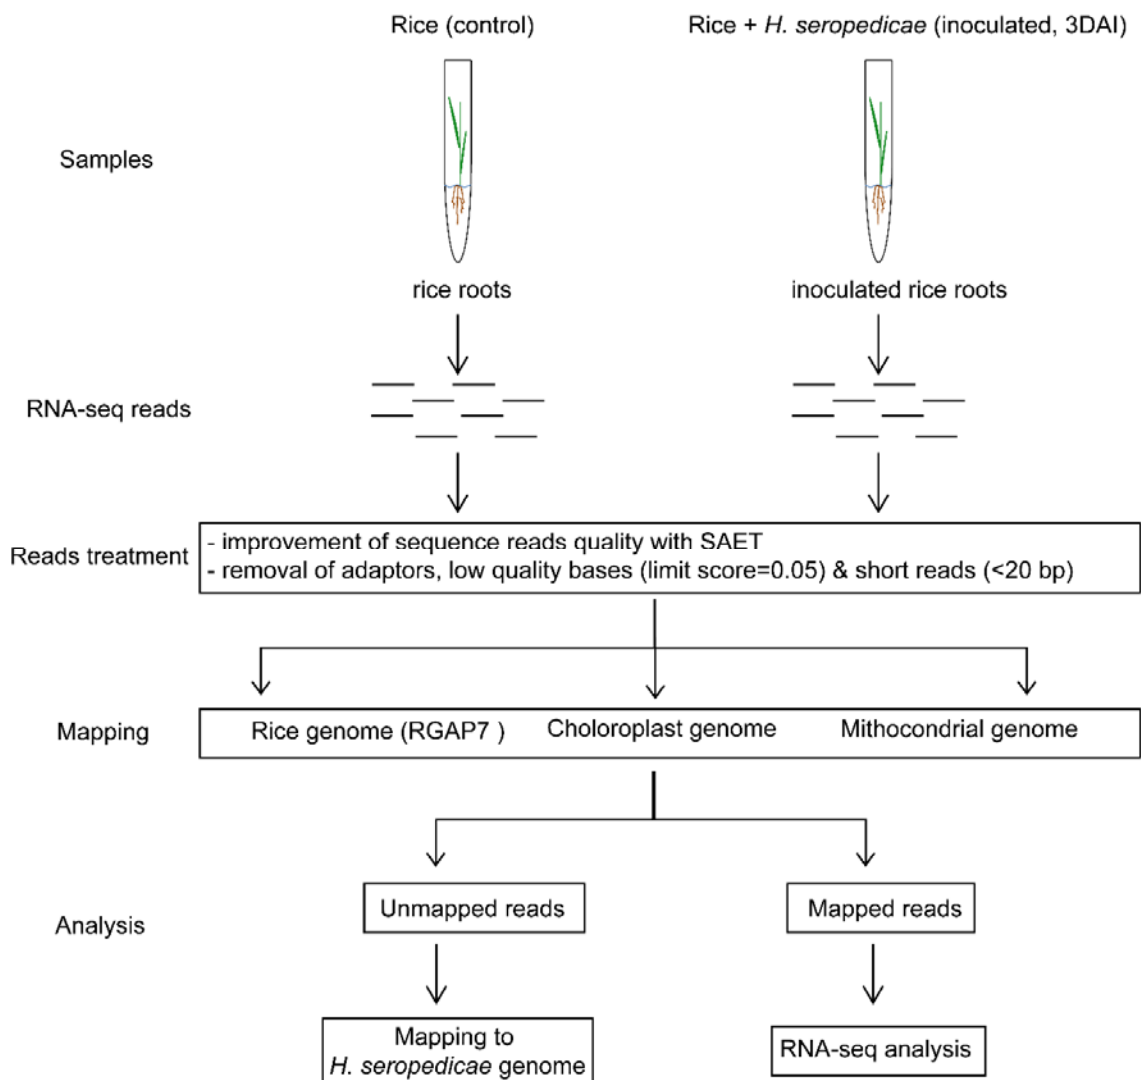 Rice (control)
Rice + H. seropedicae (inoculated, 3DAI)
Samples
rice roots
inoculated rice roots
RNA-seq reads
Reads treatment
- improvement of sequence reads quality with SAET
- removal of adaptors, low quality bases (limit score=0.05) & short reads (<20 bp)
Mapping
Rice genome (RGAP7 )
Choloroplast genome
Mithocondrial genome
Analysis
Unmapped reads
Mapped reads
Mapping to
H. seropedicae genome
RNA-seq analysis